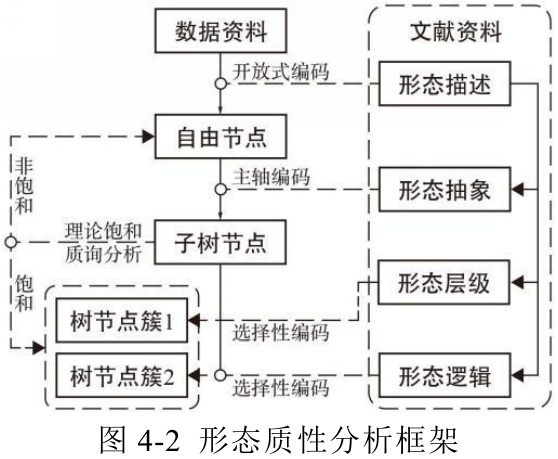 数据资料
文献资料
开放式编码
形态描述
自由节点
非饱和
主轴编码
形态抽象
理论饱和
质询分析
子树节点
饱和
形态层级
树节点簇1
选择性编码
树节点簇2
选择性编码
形态逻辑
图 4-2 形态质性分析框架